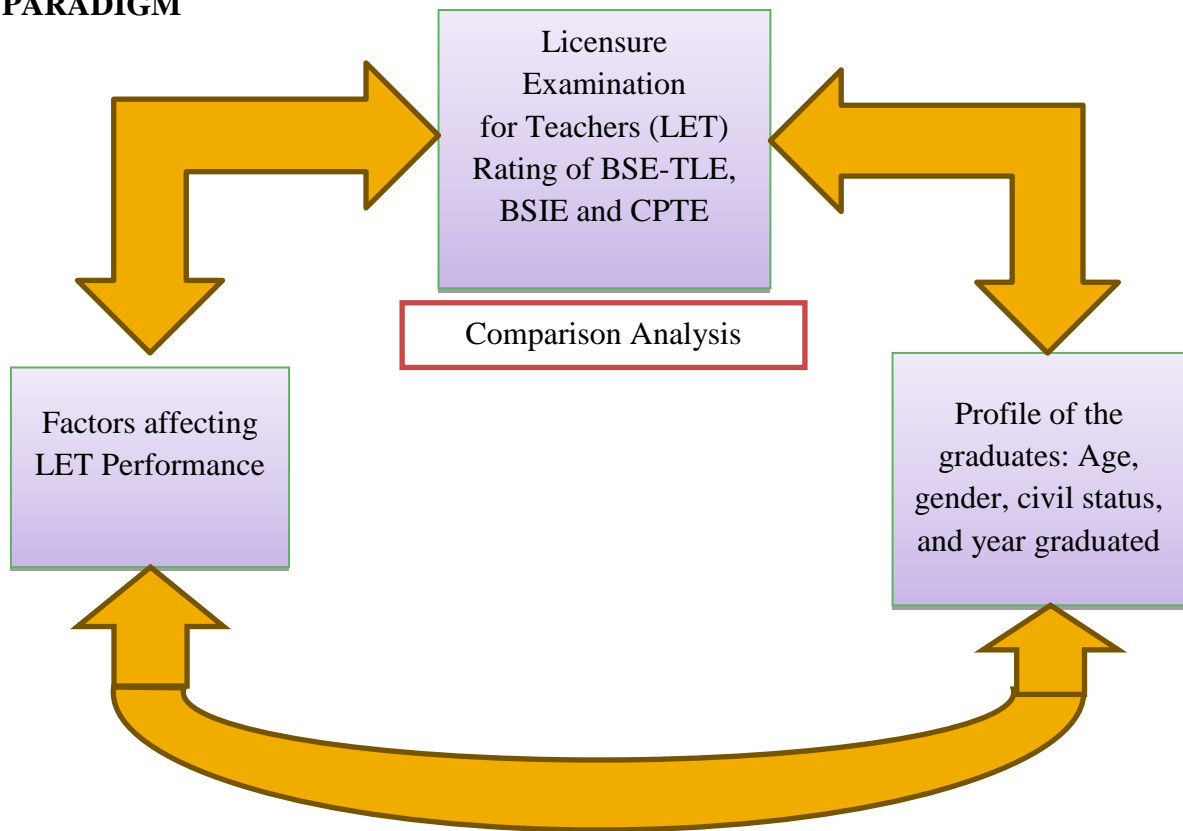 PARADIGM
Licensure
Examination
for Teachers (LET)
Rating of BSE-TLE,
BSIE and CPTE
Comparison Analysis
Factors affecting
LET Performance
Profile of the
graduates: Age,
gender, civil status,
and year graduated